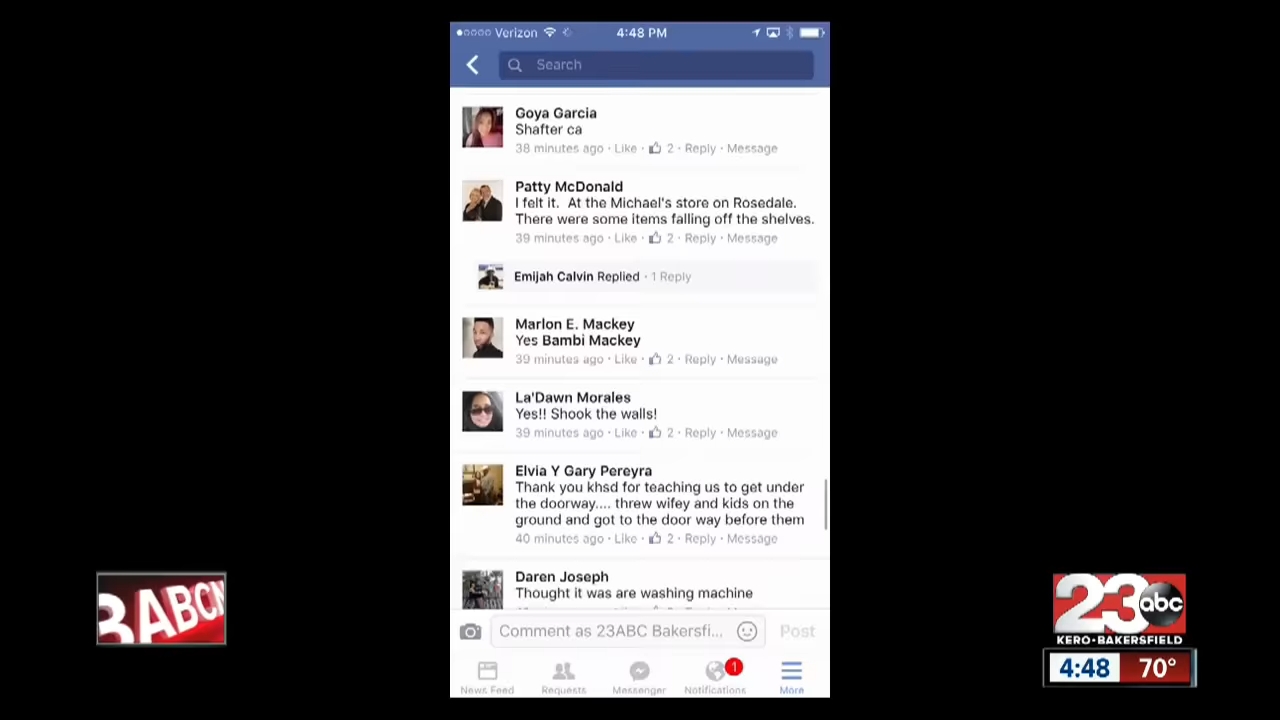 Verizon 4:48 PM
Search
Goya Garcia
Shafter ca
38 minutes ago · Like · 2 · Reply · Message
Patty McDonald
I felt it. At the Michael's store on Rosedale.
There were some items falling off the shelves.
39 minutes ago · Like · 2 · Reply · Message
Emijah Calvin Replied · 1 Reply
Marlon E. Mackey
Yes Bambi Mackey
39 minutes ago · Like · 2 · Reply · Message
La'Dawn Morales
Yes!! Shook the walls!
39 minutes ago · Like · 2 · Reply · Message
Elvia Y Gary Pereyra
Thank you khsd for teaching us to get under
the doorway.... threw wifey and kids on the
ground and got to the door way before them
40 minutes ago · Like · 2 · Reply · Message
Daren Joseph
Thought it was are washing machine
Comment as 23ABC Bakersfi... Post
1
News Feed Requests Messenger Notifications More
3ABCN
23 abc
KERO·BAKERSFIELD
4:48 70°